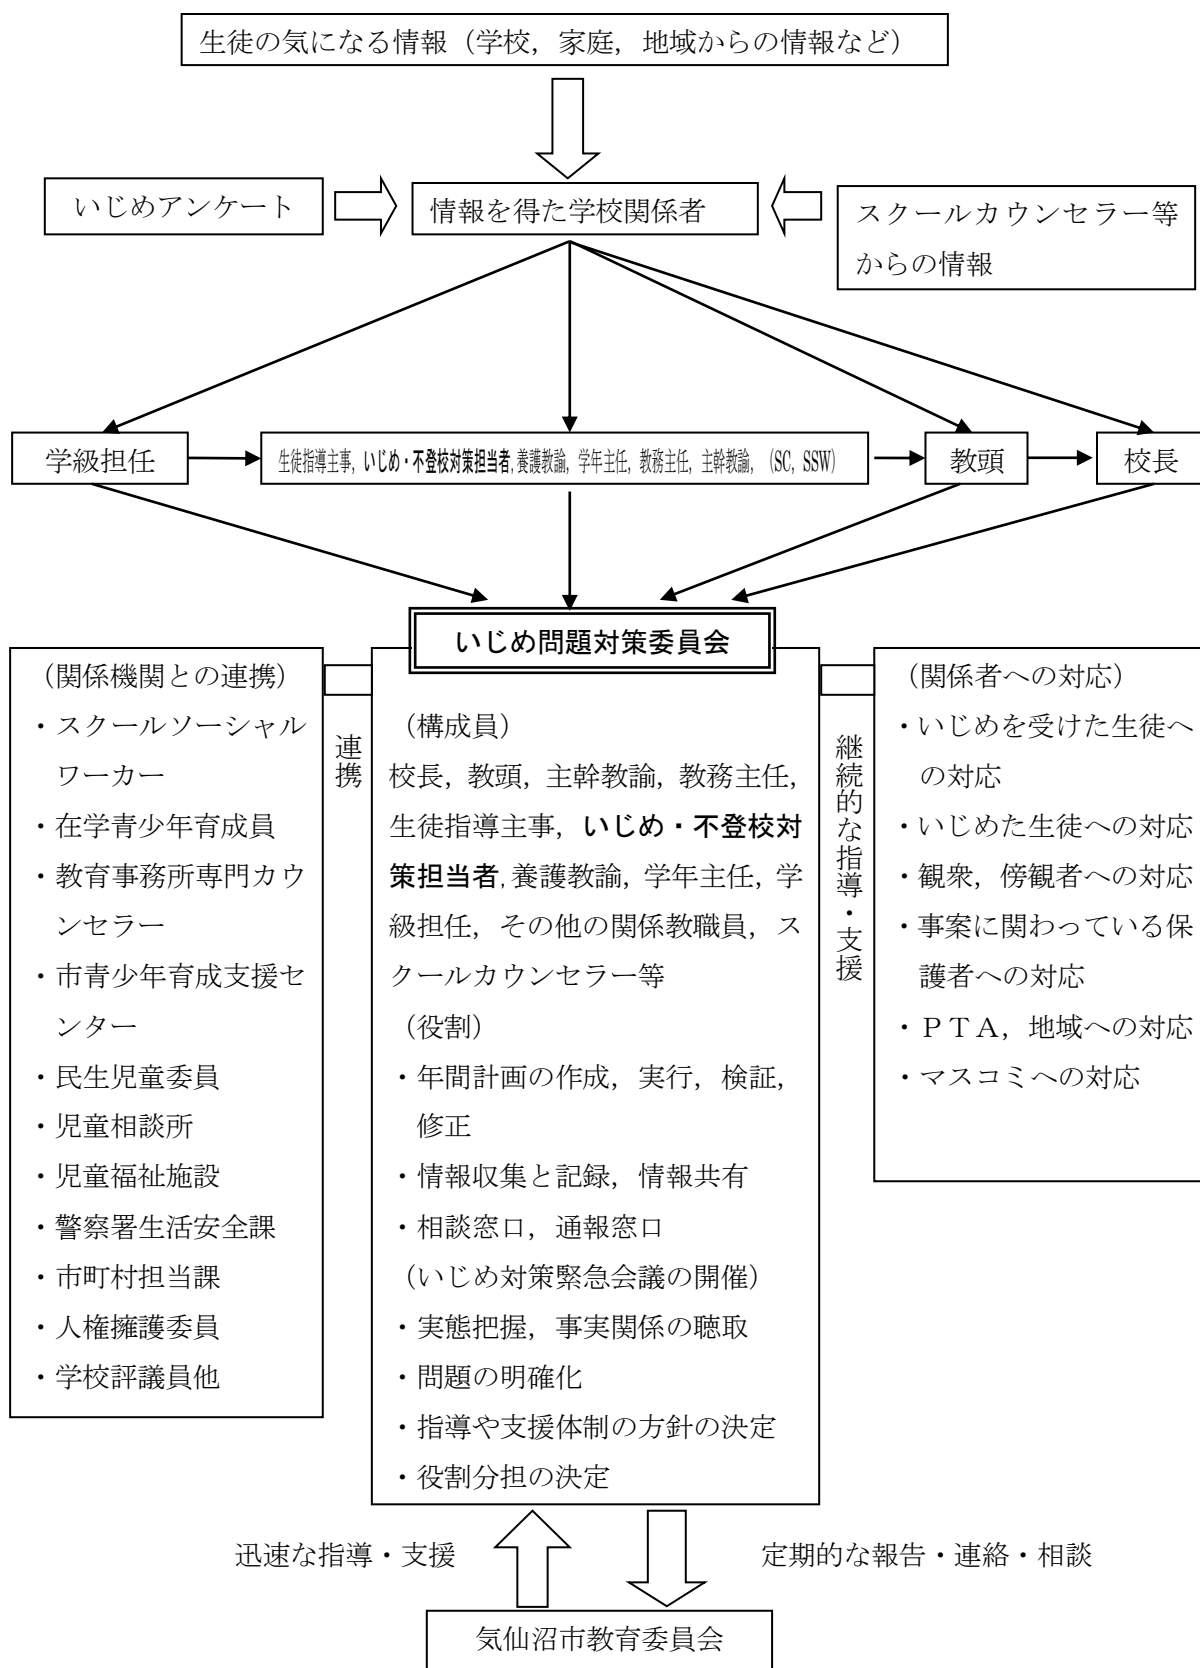 生徒の気になる情報（学校，家庭，地域からの情報など）
いじめアンケート
情報を得た学校関係者
スクールカウンセラー等
からの情報
学級担任
生徒指導主事，いじめ・不登校対策担当者，養護教諭，学年主任，教務主任，主幹教諭，（SC，SSW）
教頭
校長
いじめ問題対策委員会
（関係機関との連携）
・スクールソーシャル
ワーカー
・在学青少年育成員
・教育事務所専門カウ
ンセラー
・市青少年育成支援セ
ンター
・民生児童委員
・児童相談所
・児童福祉施設
・警察署生活安全課
・市町村担当課
・人権擁護委員
・学校評議員他
連携
（構成員）
校長，教頭，主幹教諭，教務主任，
生徒指導主事，いじめ・不登校対
策担当者，養護教諭，学年主任，学
級担任，その他の関係教職員，ス
クールカウンセラー等
（役割）
・年間計画の作成，実行，検証，
修正
・情報収集と記録，情報共有
・相談窓口，通報窓口
（いじめ対策緊急会議の開催）
・実態把握，事実関係の聴取
・問題の明確化
・指導や支援体制の方針の決定
・役割分担の決定
継続的な指導・支援
（関係者への対応）
・いじめを受けた生徒へ
の対応
・いじめた生徒への対応
・観衆，傍観者への対応
・事案に関わっている保
護者への対応
・ＰＴＡ，地域への対応
・マスコミへの対応
迅速な指導・支援
定期的な報告・連絡・相談
気仙沼市教育委員会